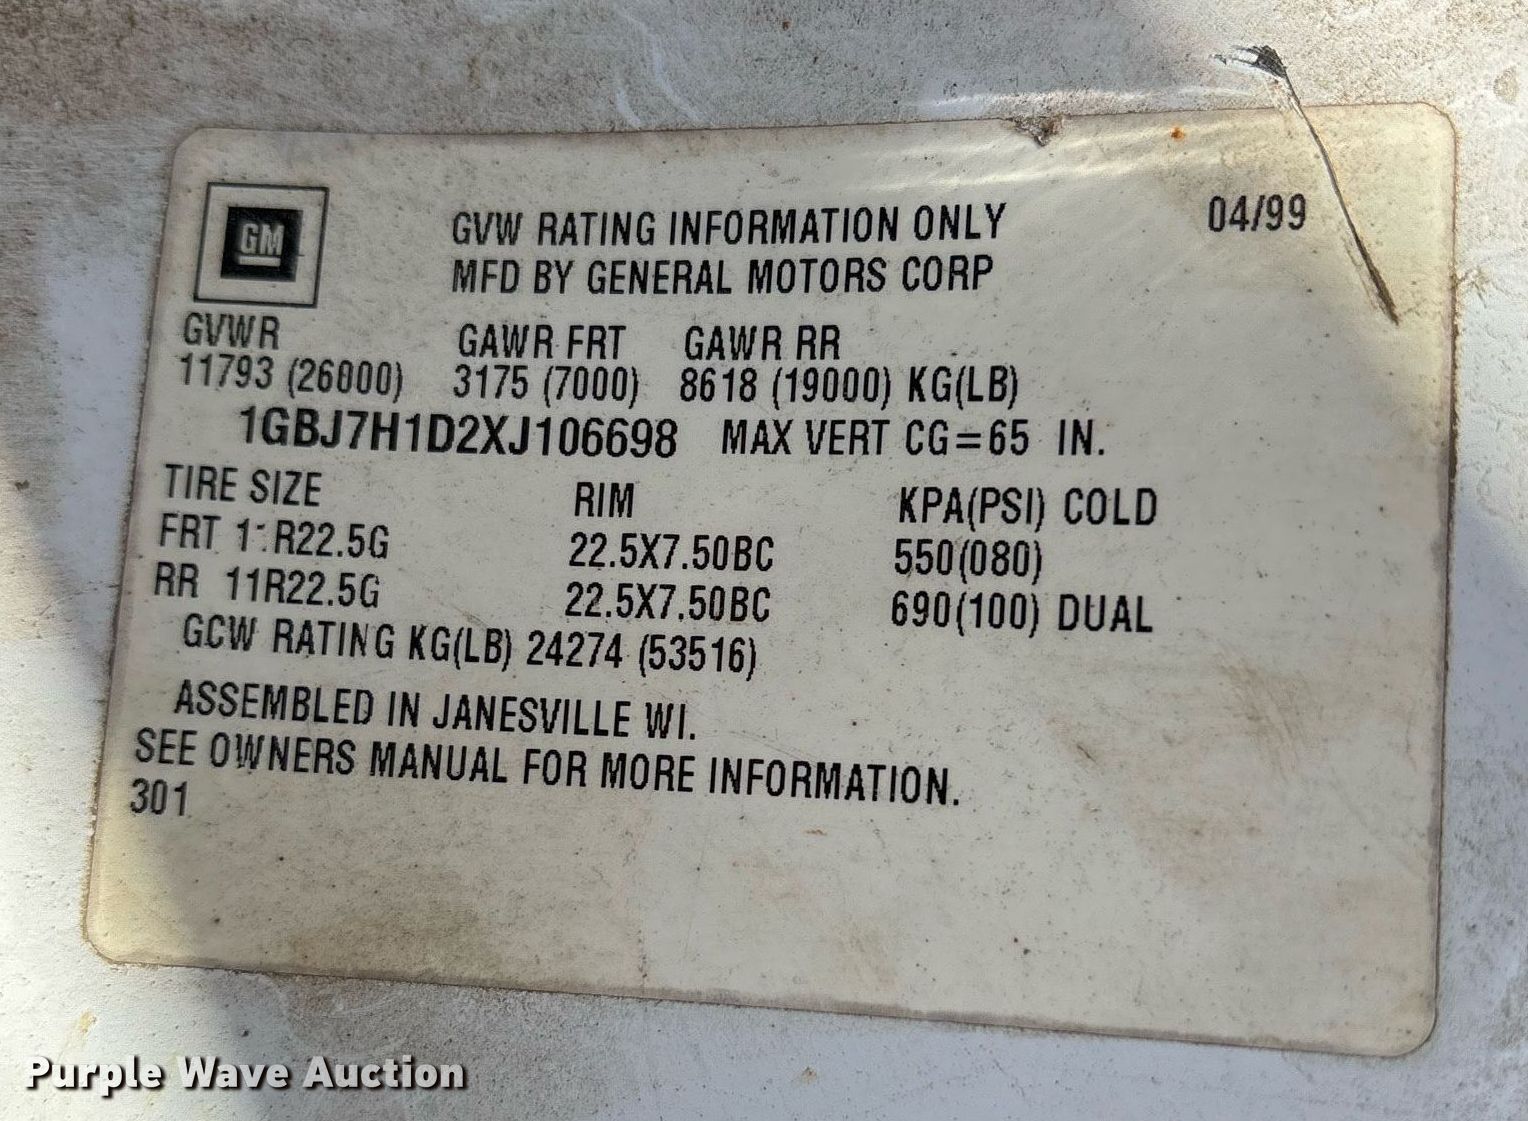 GM
GVW RATING INFORMATION ONLY 04/99
MFD BY GENERAL MOTORS CORP
GVWR GAWR FRT GAWR RR
11793 (26000) 3175 (7000) 8618 (19000) KG(LB)
1GBJ7H1D2XJ106698 MAX VERT CG=65 IN.
TIRE SIZE RIM KPA(PSI) COLD
FRT 11R22.5G 22.5X7.50BC 550(080)
RR 11R22.5G 22.5X7.50BC 690(100) DUAL
GCW RATING KG(LB) 24274 (53516)
ASSEMBLED IN JANESVILLE WI.
SEE OWNERS MANUAL FOR MORE INFORMATION.
301
Purple Wave Auction